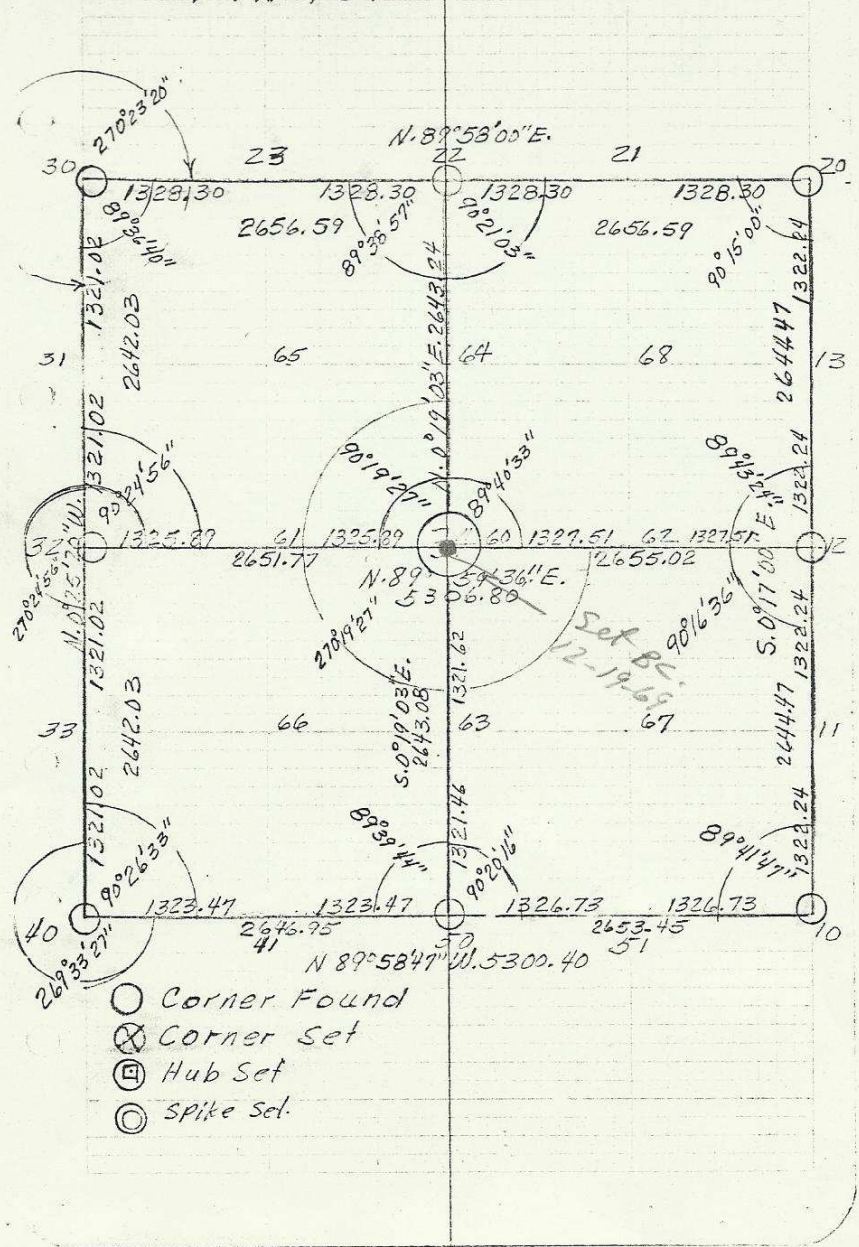 270°23'20"
N.89°58'00"E.
30 23 22 21 20
1328.30 1328.30 1328.30 1328.30
89°36'40"
2656.59
89°38'57"
90°21'03"
2656.59
90°15'00"
1321.02
2642.03
N.0°19'03"E. 2643.24
1322.24
2644.47
31 65 64 68 13
1321.02
90°24'56"
90°19'27"
89°40'33"
89°43'24"
1322.24
32 1325.89 61 1325.89 60 1327.51 62 1327.51 12
2651.77
2655.02
N.89°59'36"E.
5306.80
270°24'56"
N.0°25'20"W.
270°19'27"
Set BC.
12-19-69
90°16'36"
S.0°17'00"E.
1321.02
1321.62
1322.24
2642.03
S.0°19'03"E.
2643.08
2644.47
33 66 63 67 11
1321.02
1321.46
1322.24
90°26'33"
89°39'44"
90°20'16"
89°41'47"
40 1323.47 1323.47 1326.73 1326.73 10
2646.95
50
2653.45
41
51
269°33'27"
N 89°58'47"W. 5300.40
Corner Found
Corner Set
Hub Set
Spike Set.